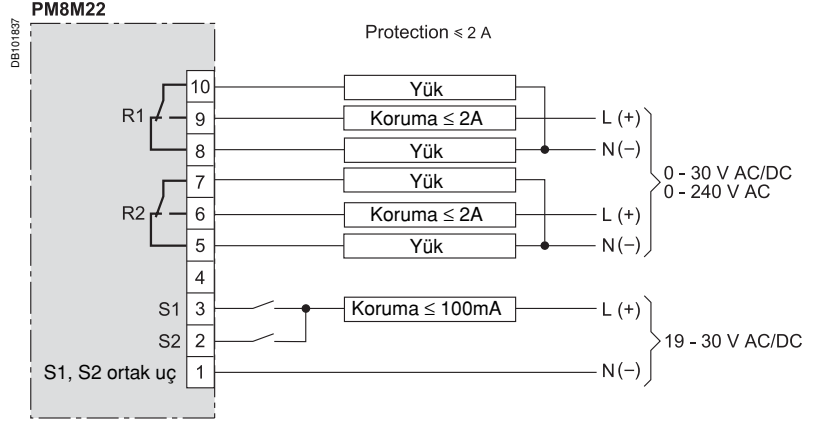 PM8M22
DB101837
Protection ≤ 2 A
10 Yük
R1 9 Koruma ≤ 2A L (+)
8 Yük N(−)
7 Yük
0 - 30 V AC/DC
0 - 240 V AC
R2 6 Koruma ≤ 2A L (+)
5 Yük N(−)
4
S1 3 Koruma ≤ 100mA L (+)
S2 2 19 - 30 V AC/DC
S1, S2 ortak uç 1 N(−)